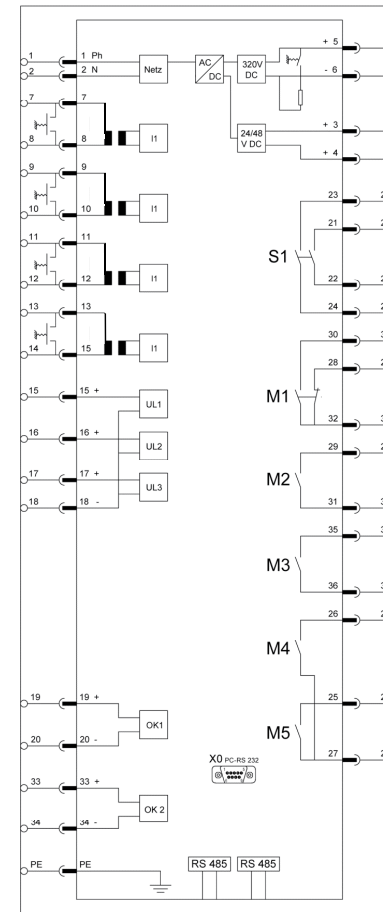 + 5
1 1 Ph
2 2 N
Netz
AC
DC
320V
DC
- 6
7 7
8 8
I1
24/48
V DC
+ 3
+ 4
9 9
10 10
I1
23
21
S1
11 11
12 12
I1
22
24
13 13
14 15
I1
30
28
15 15 +
UL1
M1
32
16 16 +
UL2
29
17 17 +
UL3
M2
18 18 -
31
35
M3
36
26
M4
19 19 +
OK1
25
20 20 -
M5
27
X0 PC-RS 232
33 33 +
OK 2
34 34 -
PE PE
RS 485 RS 485